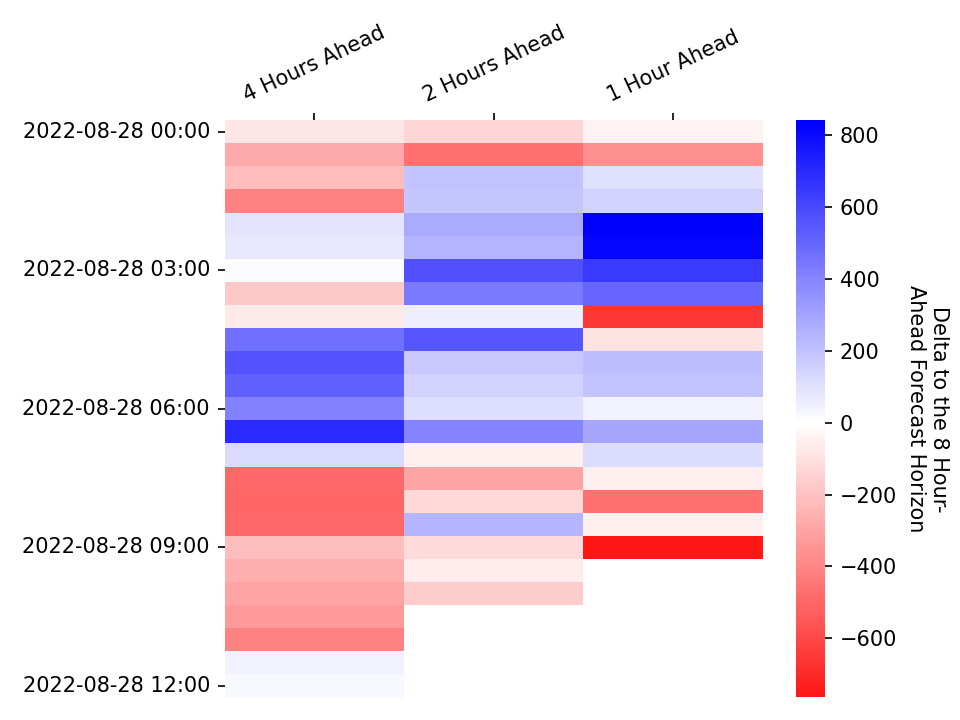 4 Hours Ahead
2 Hours Ahead
1 Hour Ahead
2022-08-28 00:00
2022-08-28 03:00
2022-08-28 06:00
2022-08-28 09:00
2022-08-28 12:00
800
600
400
200
0
−200
−400
−600
Delta to the 8 Hour-
Ahead Forecast Horizon